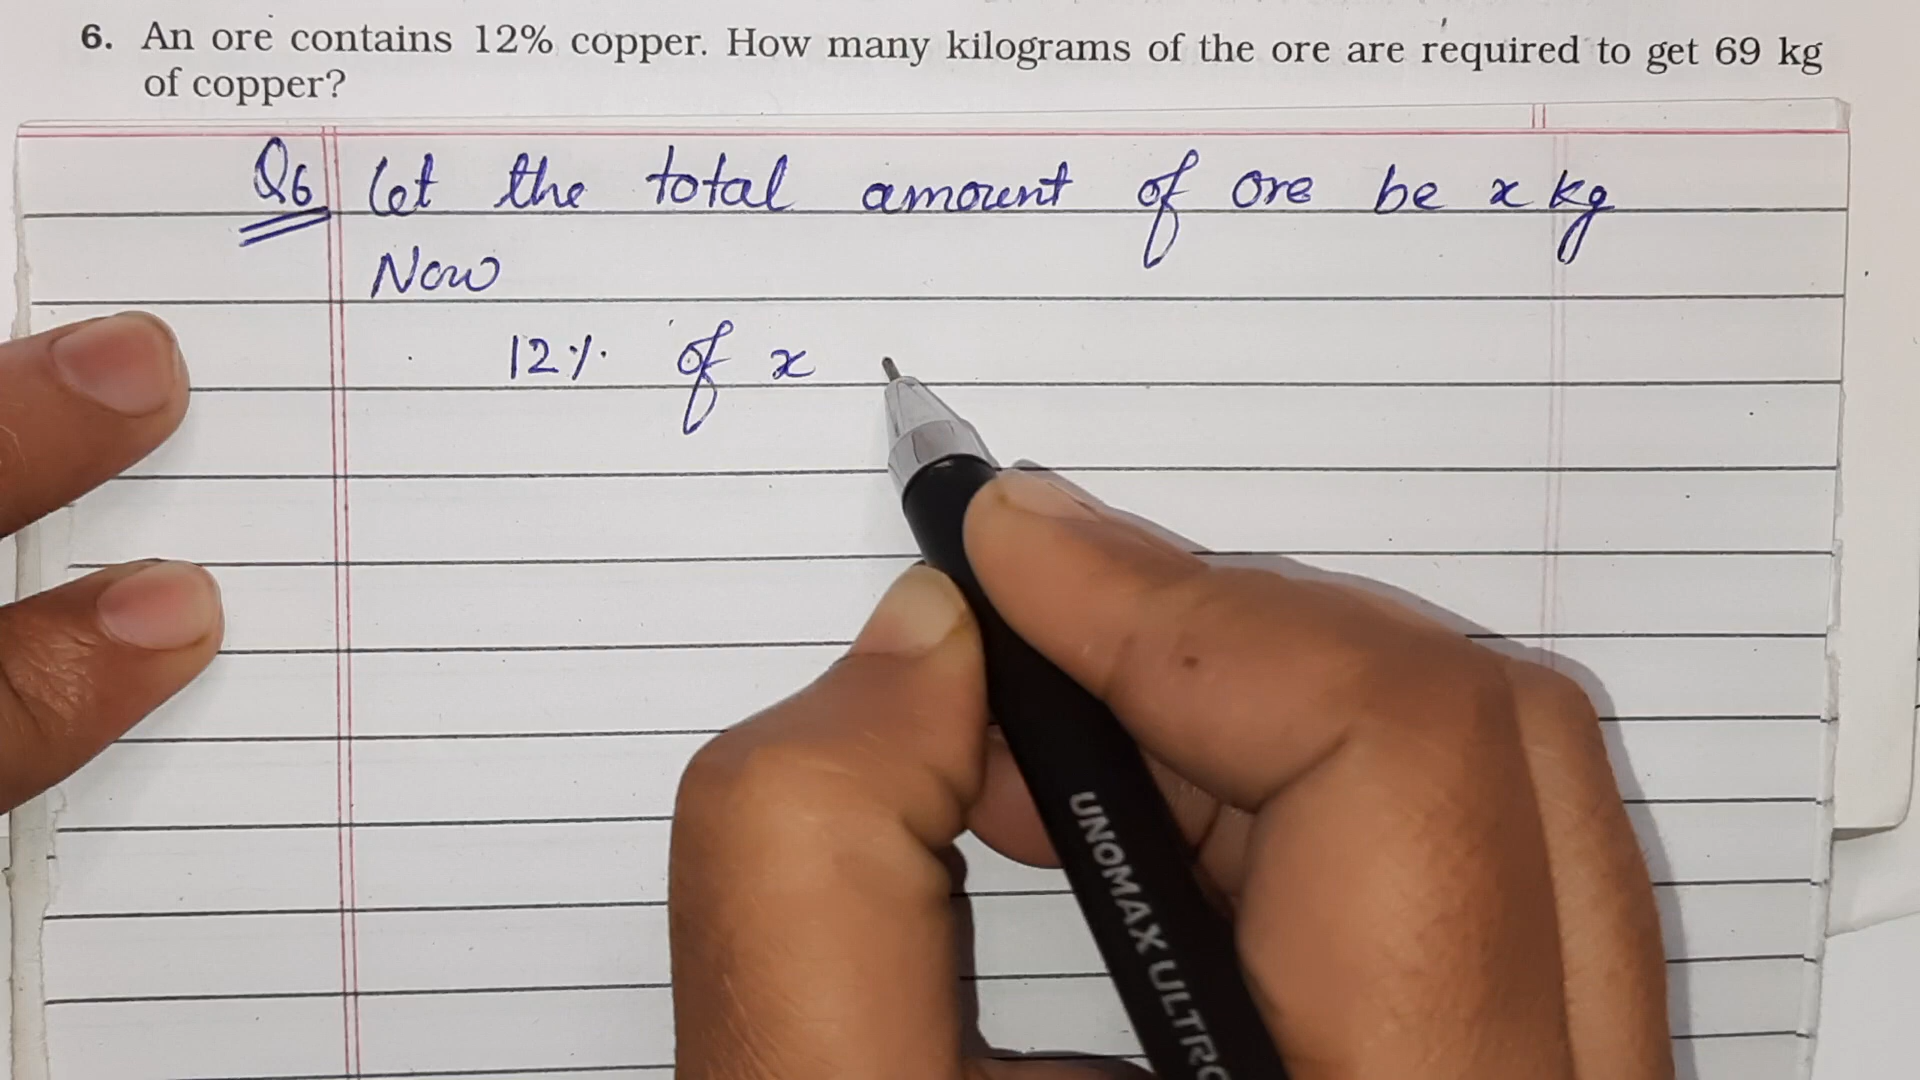 6. An ore contains 12% copper. How many kilograms of the ore are required to get 69 kg
of copper?
Q6 Let the total amount of ore be x kg
Now
12% of x
UNOMAX ULTRO